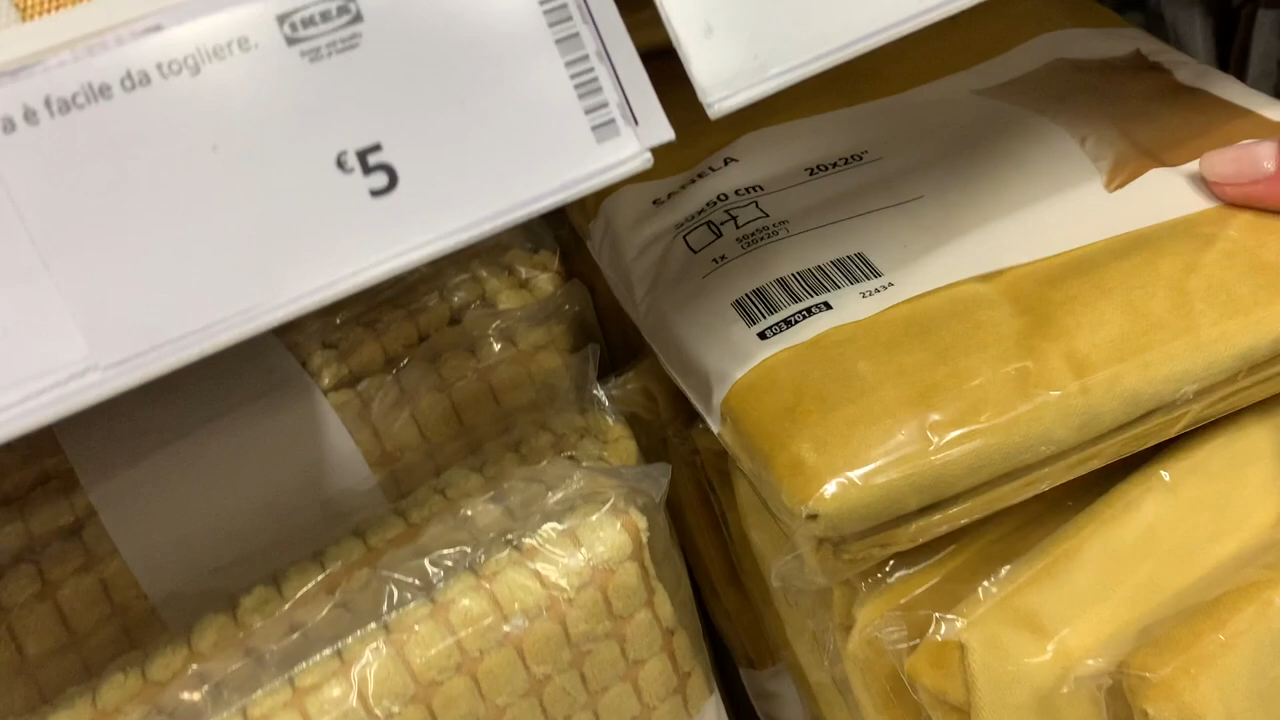 IKEA
a è facile da togliere.
€5
SANELA
50x50 cm 20x20"
50x50 cm
(20x20")
1x
22434
803.701.63